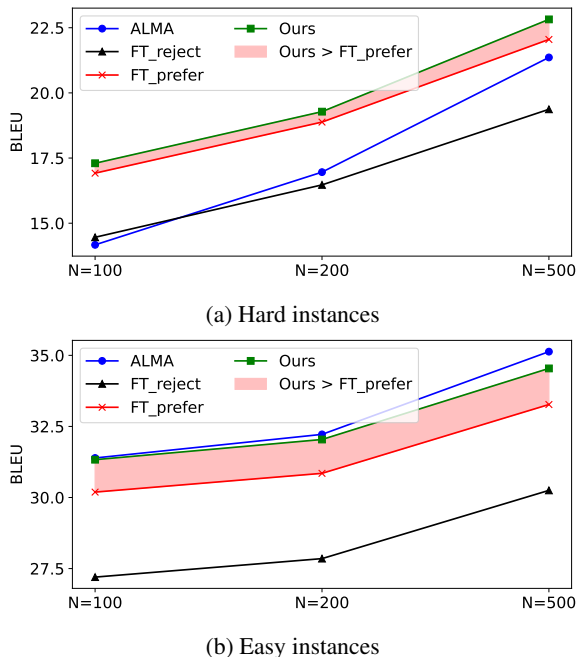 22.5
20.0
17.5
15.0
BLEU
ALMA
FT_reject
FT_prefer
Ours
Ours > FT_prefer
N=100
N=200
N=500
(a) Hard instances
35.0
32.5
30.0
27.5
BLEU
ALMA
FT_reject
FT_prefer
Ours
Ours > FT_prefer
N=100
N=200
N=500
(b) Easy instances